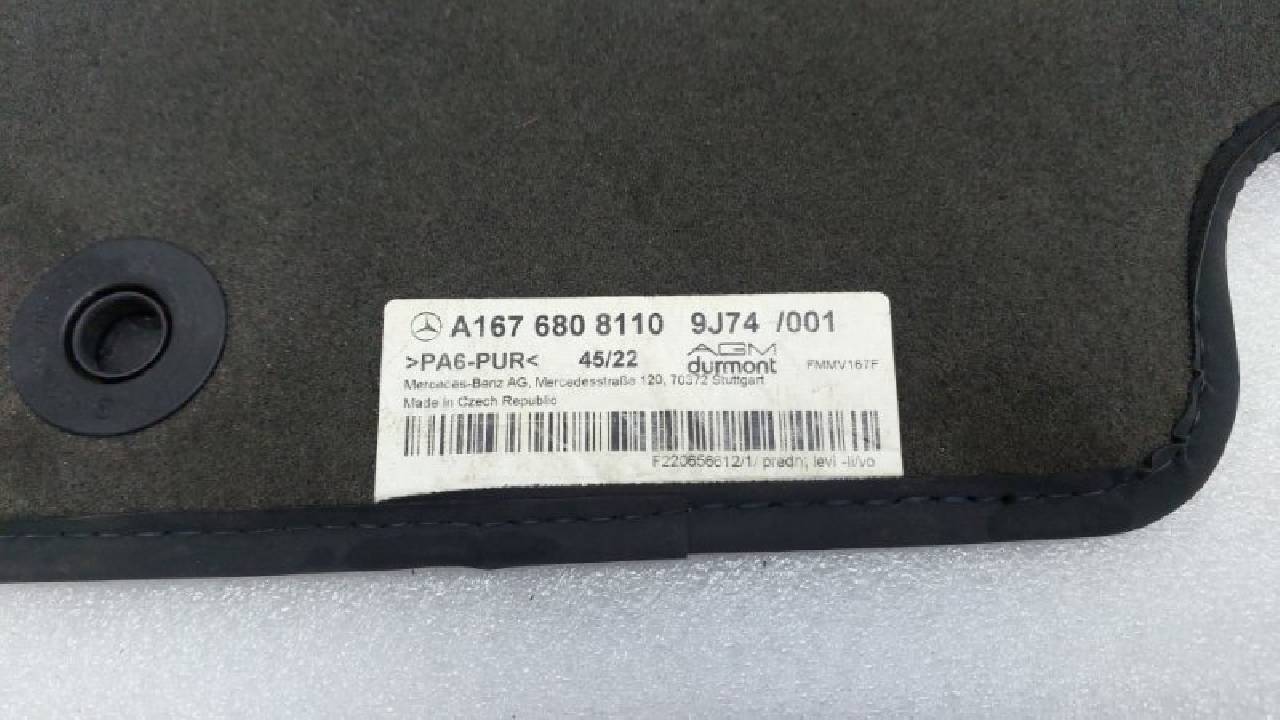 A167 680 8110 9J74 /001
>PA6-PUR< 45/22 AGM durmont FMMV167F
Mercedes-Benz AG, Mercedesstraße 120, 70372 Stuttgart
Made in Czech Republic
F220656612/1/ predni, levi -li/vo